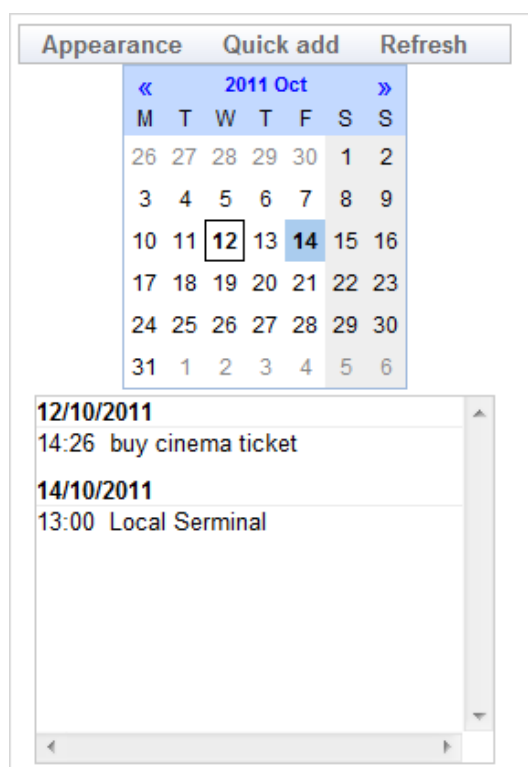 Appearance Quick add Refresh
« 2011 Oct »
M T W T F S S
26 27 28 29 30 1 2
3 4 5 6 7 8 9
10 11 12 13 14 15 16
17 18 19 20 21 22 23
24 25 26 27 28 29 30
31 1 2 3 4 5 6
12/10/2011
14:26 buy cinema ticket
14/10/2011
13:00 Local Serminal